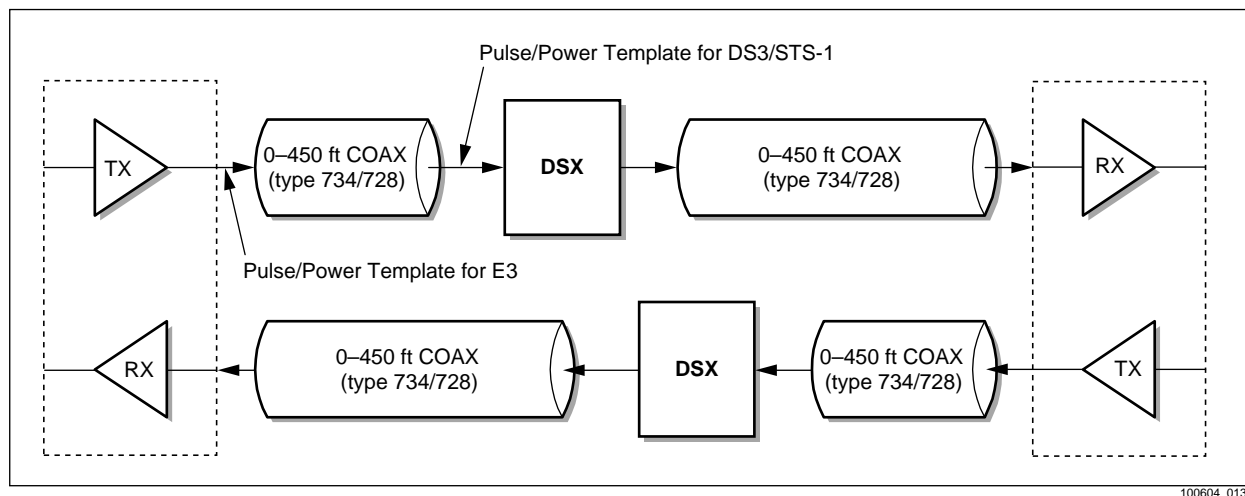 Pulse/Power Template for DS3/STS-1
TX
0–450 ft COAX
(type 734/728)
DSX
0–450 ft COAX
(type 734/728)
RX
Pulse/Power Template for E3
RX
0–450 ft COAX
(type 734/728)
DSX
0–450 ft COAX
(type 734/728)
TX
100604_013